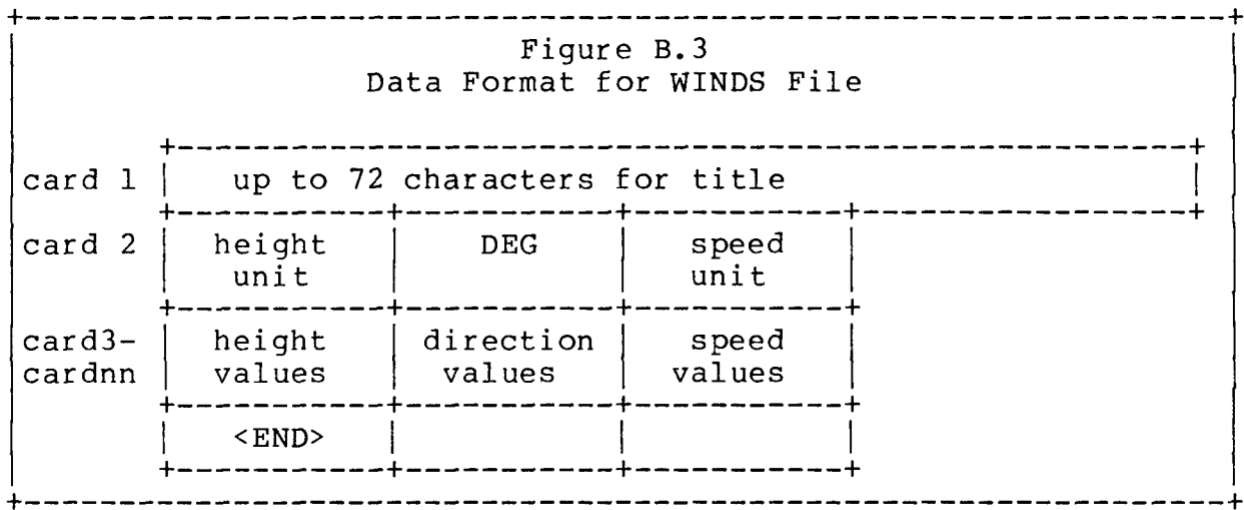 Figure B.3
Data Format for WINDS File
card 1 | up to 72 characters for title
card 2 | height | DEG | speed
unit | | unit
card3- | height | direction | speed
cardnn | values | values | values
<END>